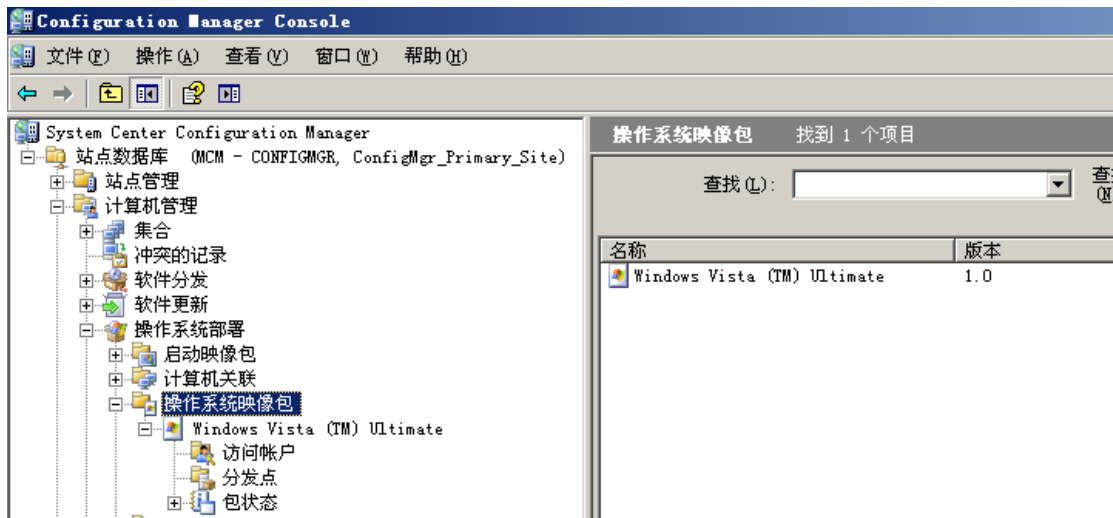 Configuration Manager Console
文件(F) 操作(A) 查看(V) 窗口(W) 帮助(H)
System Center Configuration Manager
站点数据库 (MCM - CONFIGMGR, ConfigMgr_Primary_Site)
站点管理
计算机管理
集合
冲突的记录
软件分发
软件更新
操作系统部署
启动映像包
计算机关联
操作系统映像包
Windows Vista (TM) Ultimate
访问帐户
分发点
包状态
操作系统映像包 找到 1 个项目
查找(L):
名称 版本
Windows Vista (TM) Ultimate 1.0